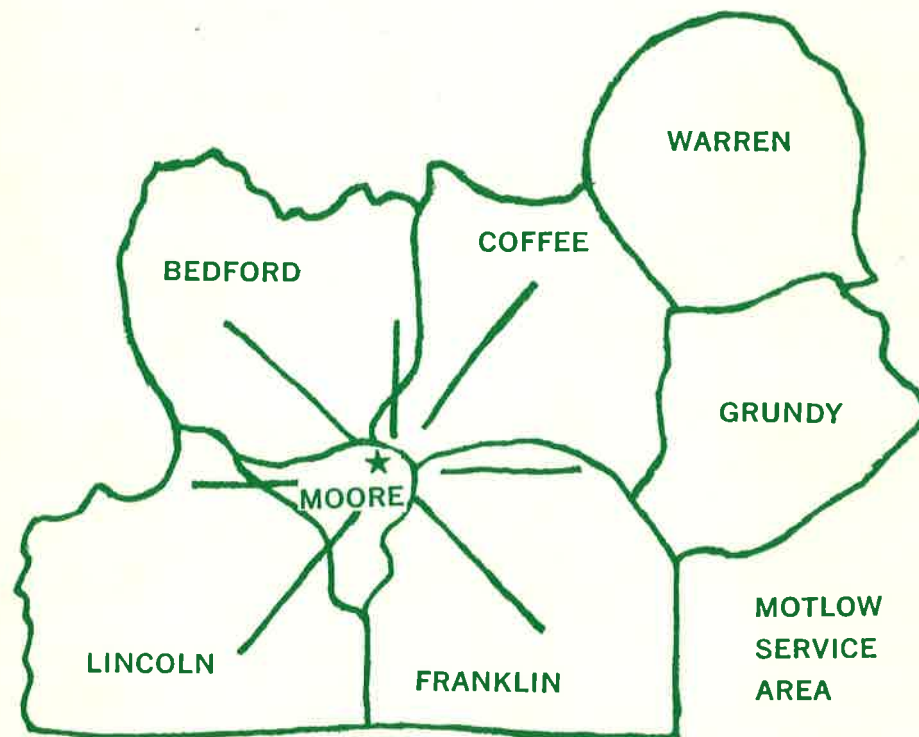 WARREN
COFFEE
BEDFORD
GRUNDY
MOORE
LINCOLN
FRANKLIN
MOTLOW
SERVICE
AREA